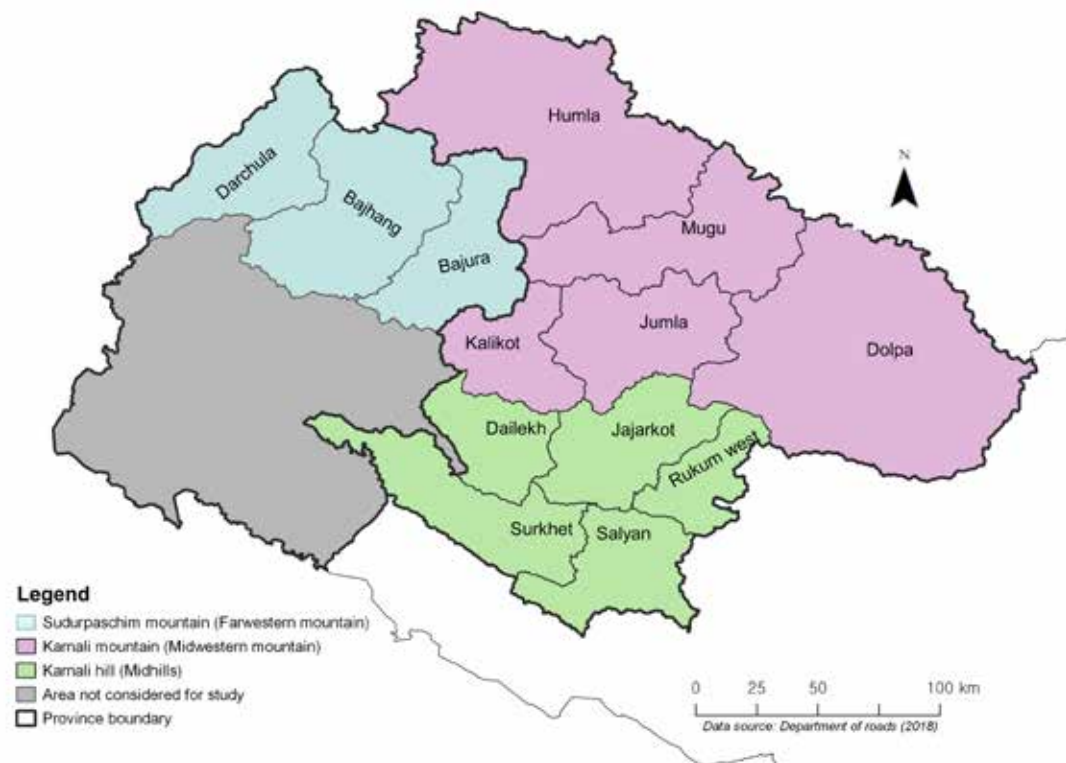 Humla
N
Darchula
Bajhang
Mugu
Bajura
Jumla
Kalikot
Dolpa
Dailekh
Jajarkot
Rukum west
Surkhet
Salyan
Legend
Sudurpaschim mountain (Farwestern mountain)
Karnali mountain (Midwestern mountain)
Karnali hill (Midhills)
Area not considered for study
Province boundary
0 25 50 100 km
Data source: Department of roads (2018)